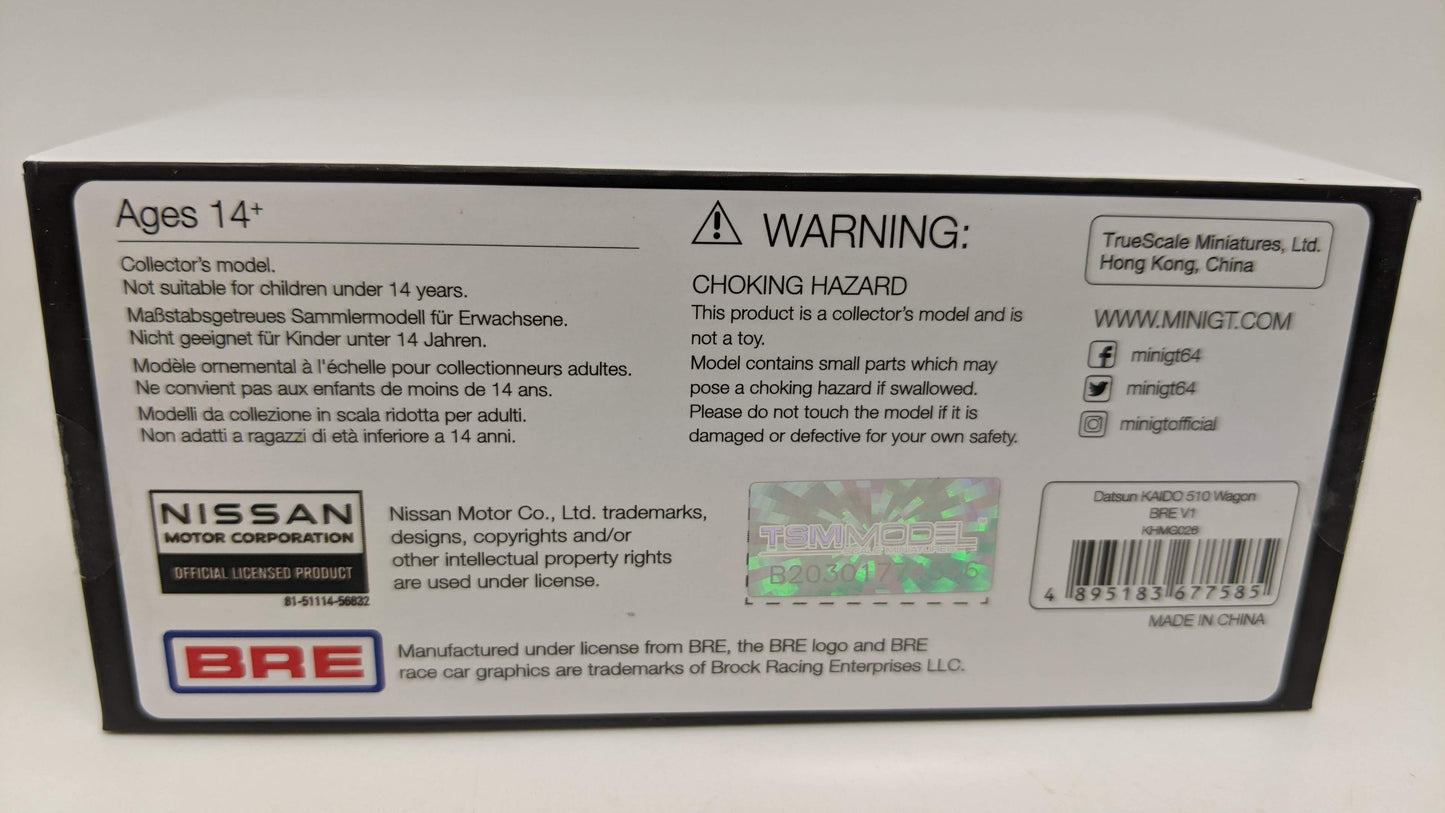 Ages 14+
Collector's model.
Not suitable for children under 14 years.
Maßstabsgetreues Sammlermodell für Erwachsene.
Nicht geeignet für Kinder unter 14 Jahren.
Modèle ornemental à l'échelle pour collectionneurs adultes.
Ne convient pas aux enfants de moins de 14 ans.
Modelli da collezione in scala ridotta per adulti.
Non adatti a ragazzi di età inferiore a 14 anni.
WARNING:
CHOKING HAZARD
This product is a collector's model and is
not a toy.
Model contains small parts which may
pose a choking hazard if swallowed.
Please do not touch the model if it is
damaged or defective for your own safety.
TrueScale Miniatures, Ltd.
Hong Kong, China
WWW.MINIGT.COM
minigt64
minigt64
minigtofficial
NISSAN
MOTOR CORPORATION
OFFICIAL LICENSED PRODUCT
81-51114-56832
Nissan Motor Co., Ltd. trademarks,
designs, copyrights and/or
other intellectual property rights
are used under license.
TSMMODEL
Datsun KAIDO 510 Wagon
BRE V1
KHMG026
4 895183 677585
MADE IN CHINA
BRE
Manufactured under license from BRE, the BRE logo and BRE
race car graphics are trademarks of Brock Racing Enterprises LLC.